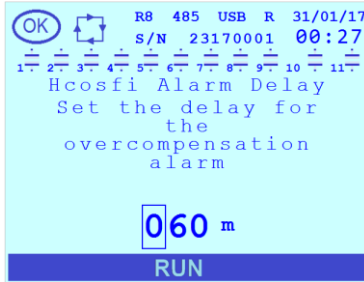 OK R8 485 USB R 31/01/17
S/N 23170001 00:27
1 2 3 4 5 6 7 8 9 10 11
Hcosfi Alarm Delay
Set the delay for
the
overcompensation
alarm
060 m
RUN